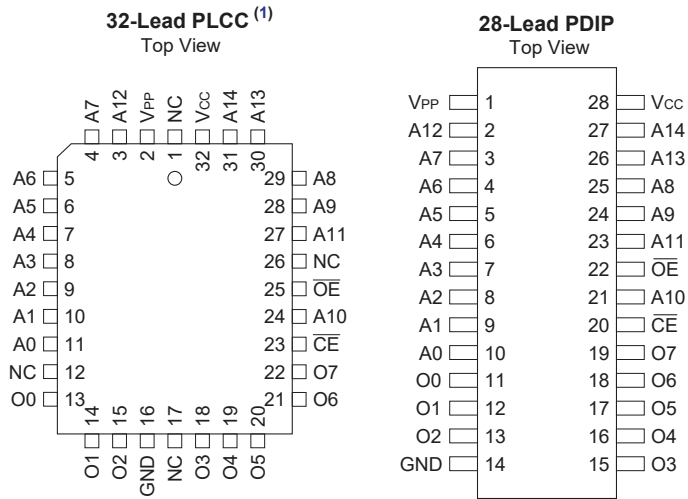 32-Lead PLCC (1)
Top View
A7 A12 VPP NC VCC A14 A13
4 3 2 1 32 31 30
A6 5 29 A8
A5 6 28 A9
A4 7 27 A11
A3 8 26 NC
A2 9 25 OE
A1 10 24 A10
A0 11 23 CE
NC 12 22 O7
O0 13 21 O6
14 15 16 17 18 19 20
O1 O2 GND NC O3 O4 O5
28-Lead PDIP
Top View
VPP 1 28 VCC
A12 2 27 A14
A7 3 26 A13
A6 4 25 A8
A5 5 24 A9
A4 6 23 A11
A3 7 22 OE
A2 8 21 A10
A1 9 20 CE
A0 10 19 O7
O0 11 18 O6
O1 12 17 O5
O2 13 16 O4
GND 14 15 O3